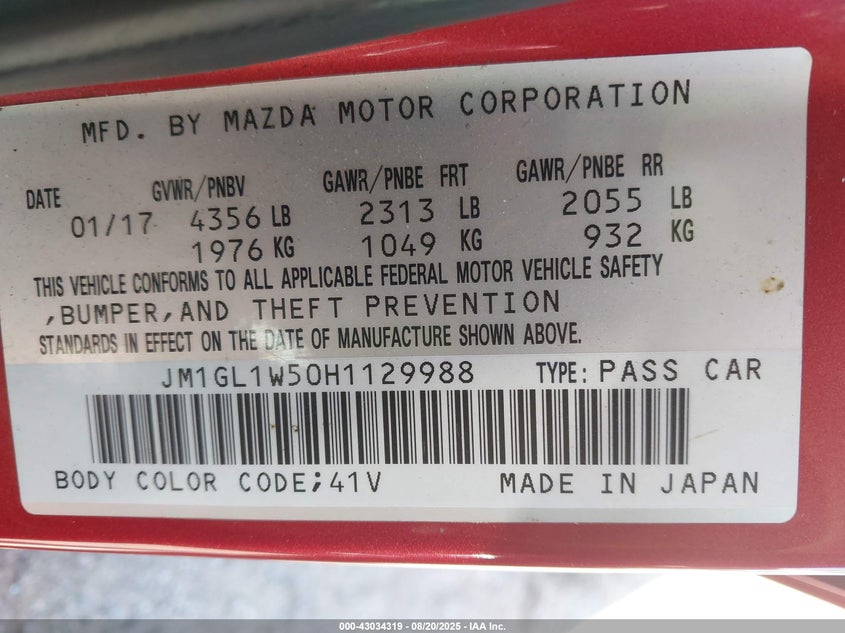 MFD. BY MAZDA MOTOR CORPORATION
DATE GVWR/PNBV GAWR/PNBE FRT GAWR/PNBE RR
01/17 4356 LB 2313 LB 2055 LB
1976 KG 1049 KG 932 KG
THIS VEHICLE CONFORMS TO ALL APPLICABLE FEDERAL MOTOR VEHICLE SAFETY
,BUMPER,AND THEFT PREVENTION
STANDARDS IN EFFECT ON THE DATE OF MANUFACTURE SHOWN ABOVE.
JM1GL1W50H1129988 TYPE: PASS CAR
BODY COLOR CODE;41V MADE IN JAPAN
000-43034319 - 08/20/2025 - IAA Inc.